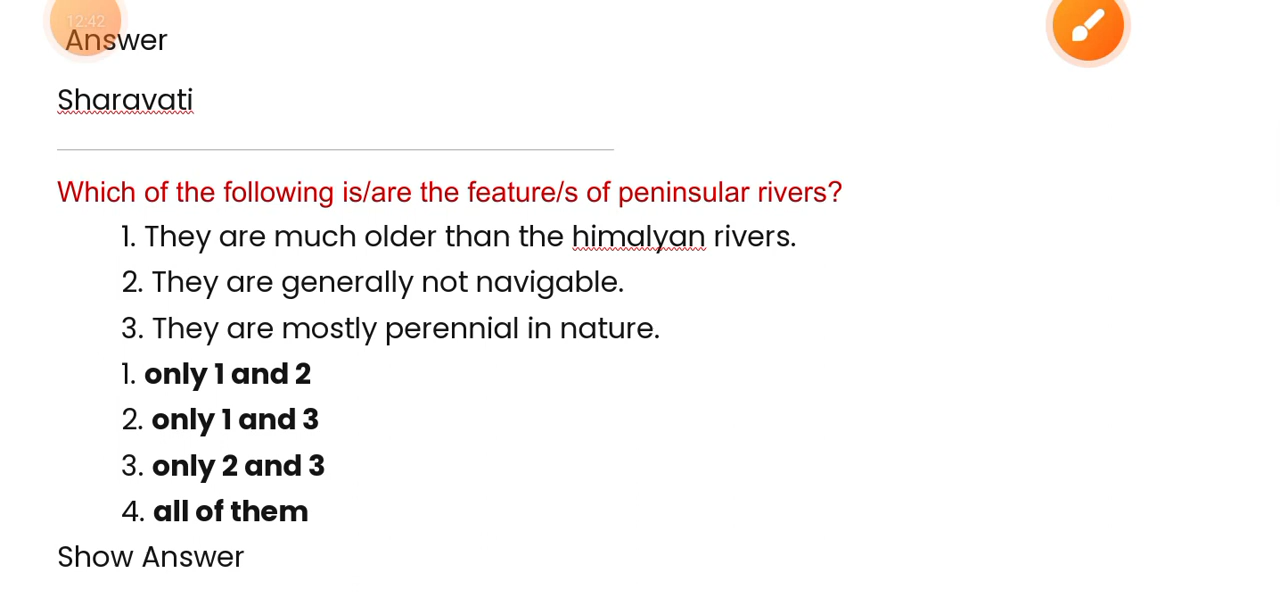 12:42
Answer
Sharavati
Which of the following is/are the feature/s of peninsular rivers?
1. They are much older than the himalyan rivers.
2. They are generally not navigable.
3. They are mostly perennial in nature.
1. only 1 and 2
2. only 1 and 3
3. only 2 and 3
4. all of them
Show Answer